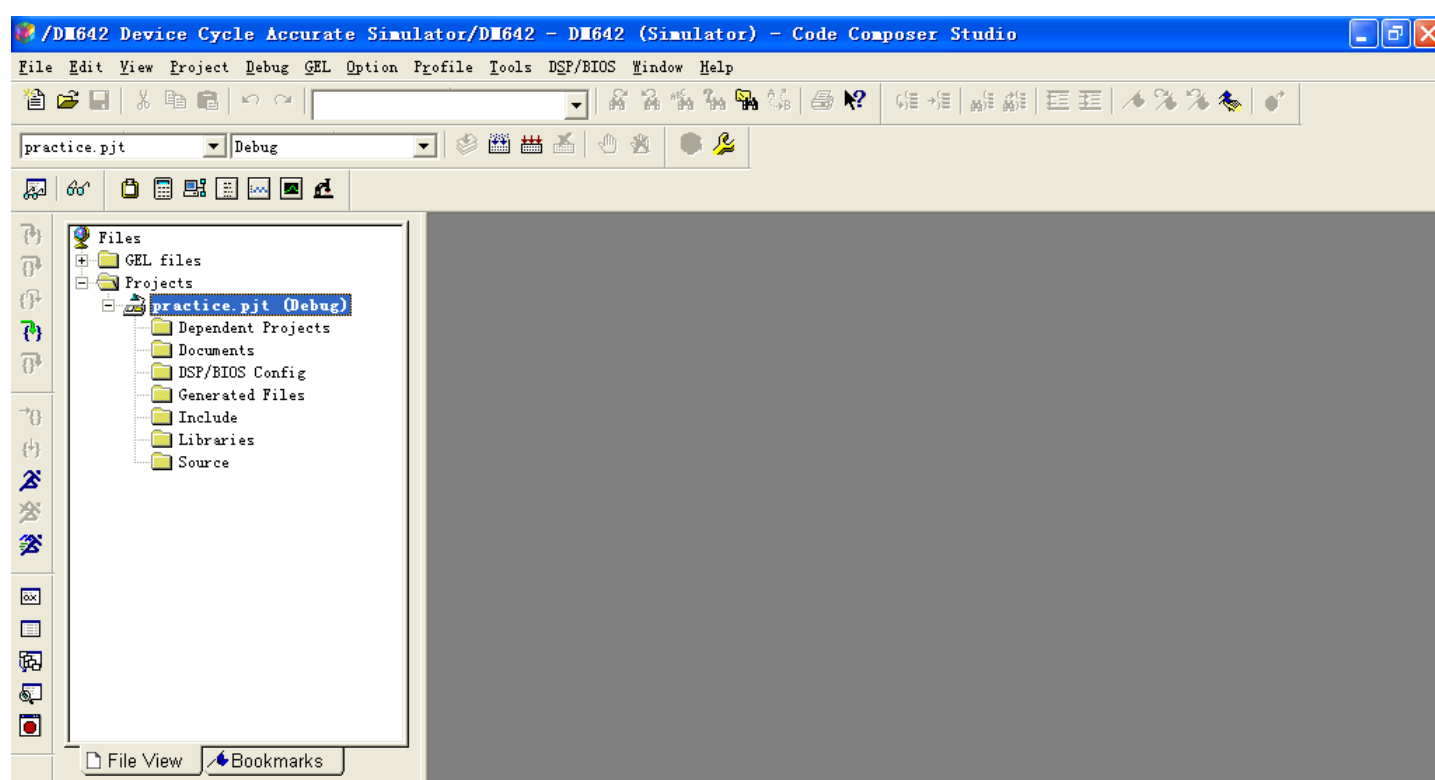 /DM642 Device Cycle Accurate Simulator/DM642 - DM642 (Simulator) - Code Composer Studio
File Edit View Project Debug GEL Option Profile Tools DSP/BIOS Window Help
practice.pjt Debug
Files
GEL files
Projects
practice.pjt (Debug)
Dependent Projects
Documents
DSP/BIOS Config
Generated Files
Include
Libraries
Source
File View Bookmarks